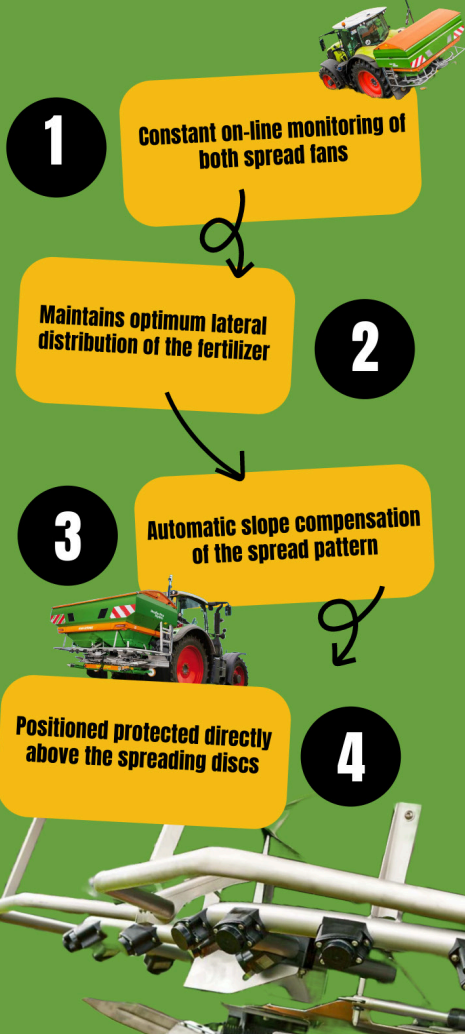 1
Constant on-line monitoring of
both spread fans
Maintains optimum lateral
distribution of the fertilizer
2
3
Automatic slope compensation
of the spread pattern
Positioned protected directly
above the spreading discs
4